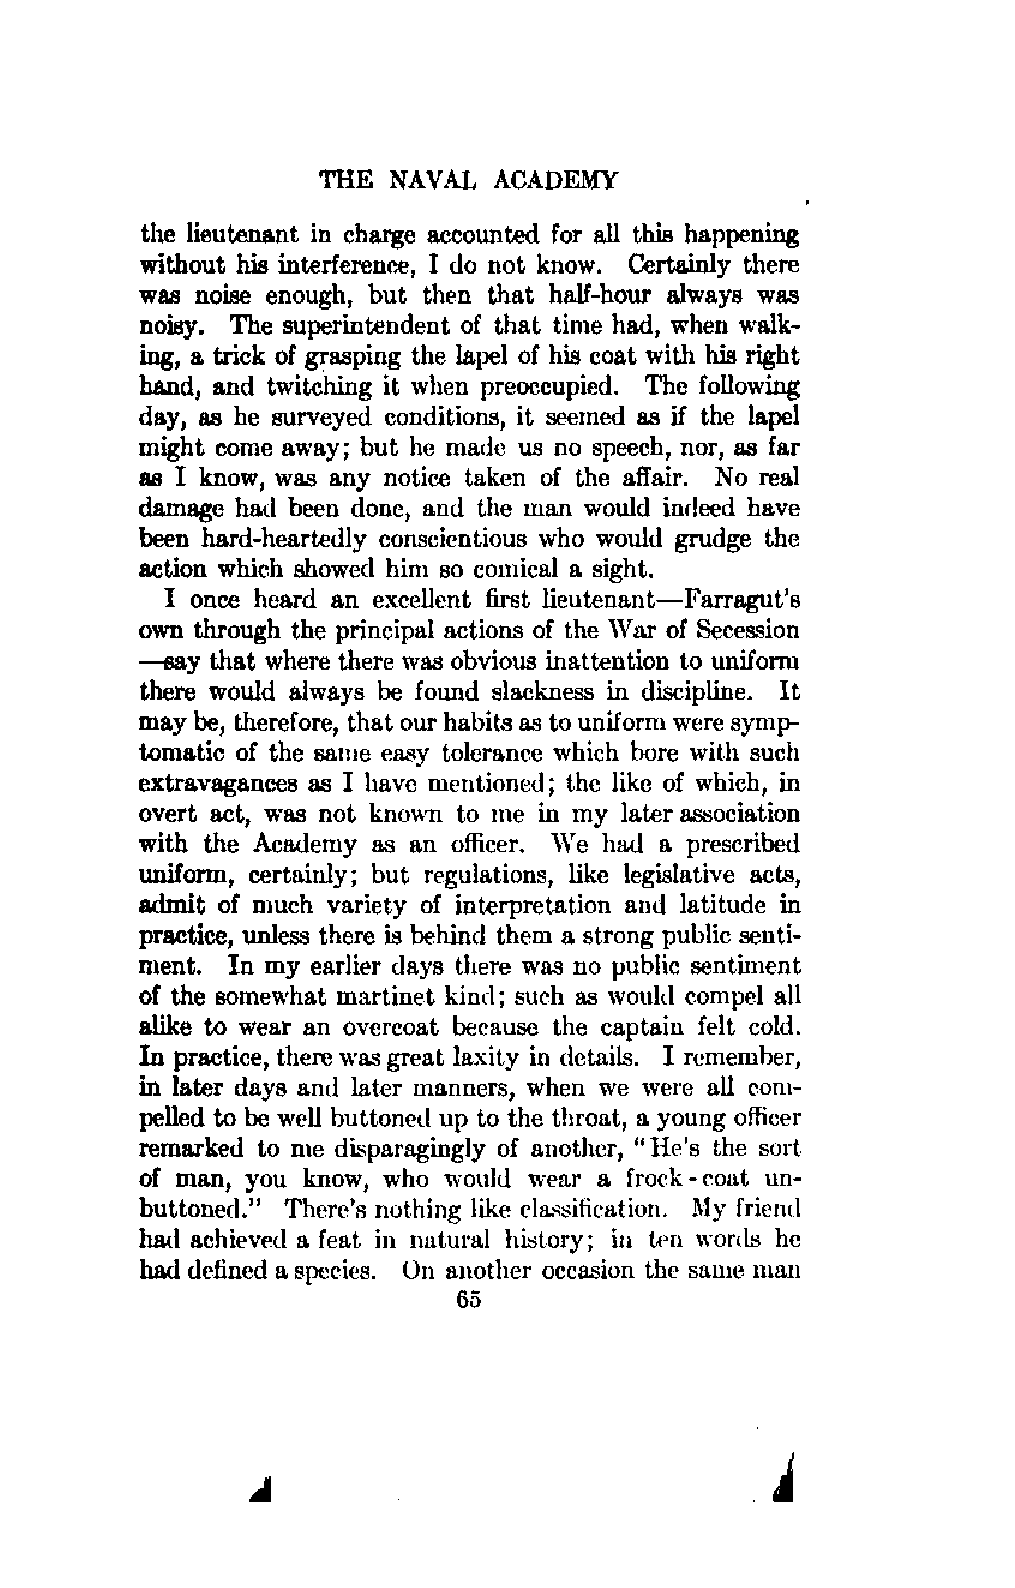 THE NAVAL ACADEMY
the lieutenant in charge accounted for all this happening
without his interference, I do not know. Certainly there
was noise enough, but then that half-hour always was
noisy. The superintendent of that time had, when walk-
ing, a trick of grasping the lapel of his coat with his right
hand, and twitching it when preoccupied. The following
day, as he surveyed conditions, it seemed as if the lapel
might come away; but he made us no speech, nor, as far
as I know, was any notice taken of the affair. No real
damage had been done, and the man would indeed have
been hard-heartedly conscientious who would grudge the
action which showed him so comical a sight.
I once heard an excellent first lieutenant—Farragut's
own through the principal actions of the War of Secession
—say that where there was obvious inattention to uniform
there would always be found slackness in discipline. It
may be, therefore, that our habits as to uniform were symp-
tomatic of the same easy tolerance which bore with such
extravagances as I have mentioned; the like of which, in
overt act, was not known to me in my later association
with the Academy as an officer. We had a prescribed
uniform, certainly; but regulations, like legislative acts,
admit of much variety of interpretation and latitude in
practice, unless there is behind them a strong public senti-
ment. In my earlier days there was no public sentiment
of the somewhat martinet kind; such as would compel all
alike to wear an overcoat because the captain felt cold.
In practice, there was great laxity in details. I remember,
in later days and later manners, when we were all com-
pelled to be well buttoned up to the throat, a young officer
remarked to me disparagingly of another, "He's the sort
of man, you know, who would wear a frock-coat un-
buttoned." There's nothing like classification. My friend
had achieved a feat in natural history; in ten words he
had defined a species. On another occasion the same man
65